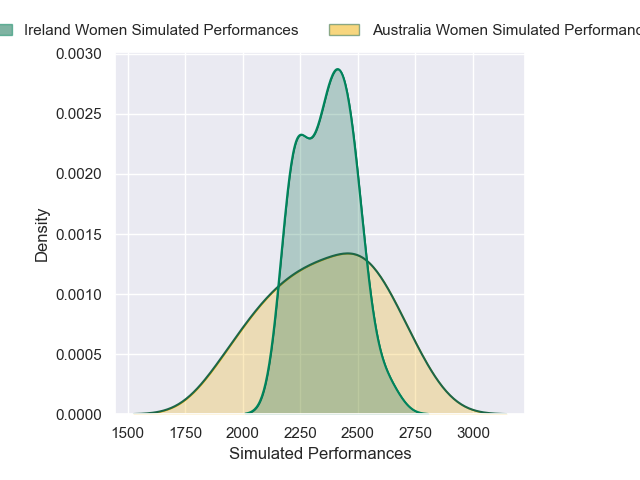 Ireland Women Simulated Performances
Australia Women Simulated
0.0030
0.0025
0.0020
0.0015
0.0010
0.0005
0.0000
Density
1500 1750 2000 2250 2500 2750 3000
Simulated Performances